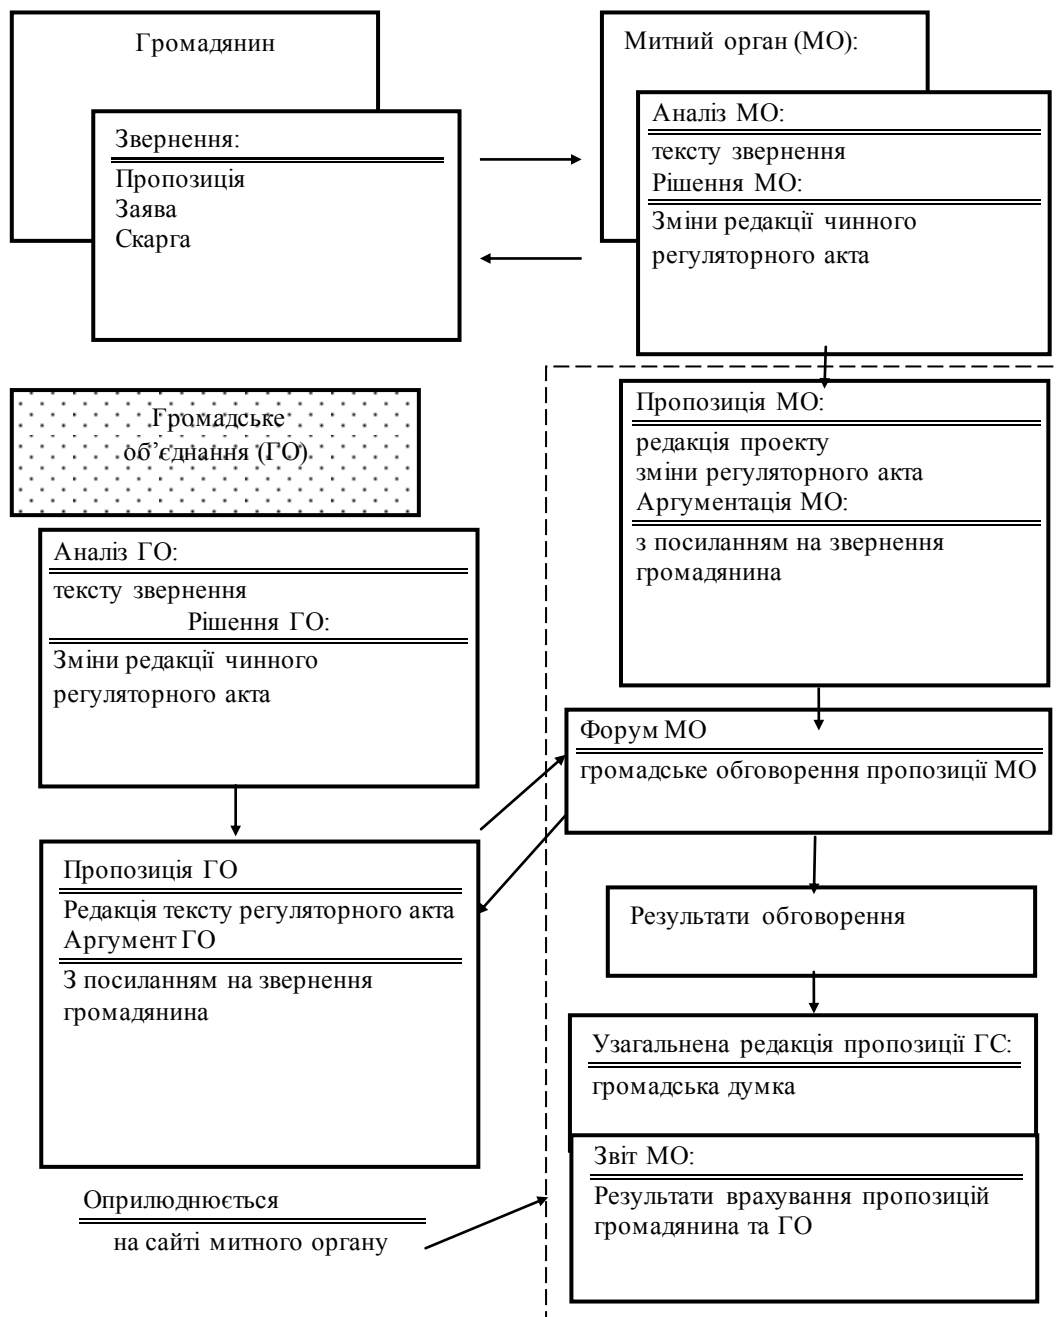 Громадянин
Звернення:
Пропозиція
Заява
Скарга
Митний орган (МО):
Аналіз МО:
тексту звернення
Рішення МО:
Зміни редакції чинного
регуляторного акта
Громадське
об’єднання (ГО)
Аналіз ГО:
тексту звернення
Рішення ГО:
Зміни редакції чинного
регуляторного акта
Пропозиція ГО
Редакція тексту регуляторного акта
Аргумент ГО
З посиланням на звернення
громадянина
Оприлюднюється
на сайті митного органу
Пропозиція МО:
редакція проекту
зміни регуляторного акта
Аргументація МО:
з посиланням на звернення
громадянина
Форум МО
громадське обговорення пропозиції МО
Результати обговорення
Узагальнена редакція пропозиції ГС:
громадська думка
Звіт МО:
Результати врахування пропозицій
громадянина та ГО